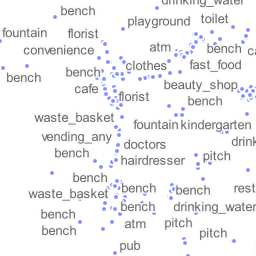 drinking_water
bench
playground
toilet
fountain
florist
convenience
atm
bench
clothes
fast_food
bench
bench
cafe
beauty_shop
florist
bench
waste_basket
fountain
kindergarten
vending_any
doctors
bench
hairdresser
pitch
bench
waste_basket
bench
bench
bench
drinking_water
bench
atm
pitch
bench
pitch
pub